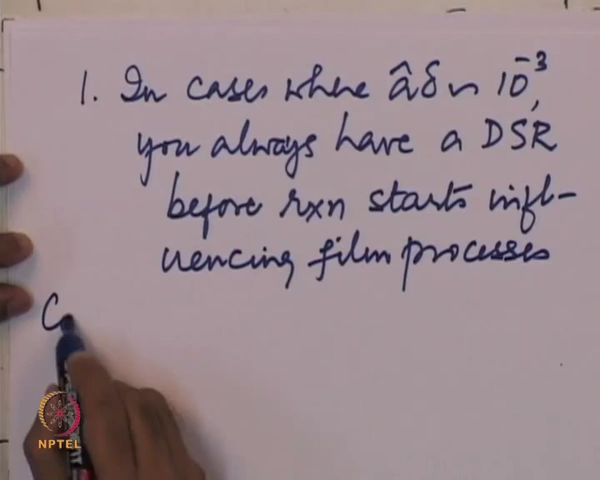 1. In cases where âδ ~ 10⁻³,
you always have a DSR
before rxn starts infl-
uencing film processes
C
NPTEL